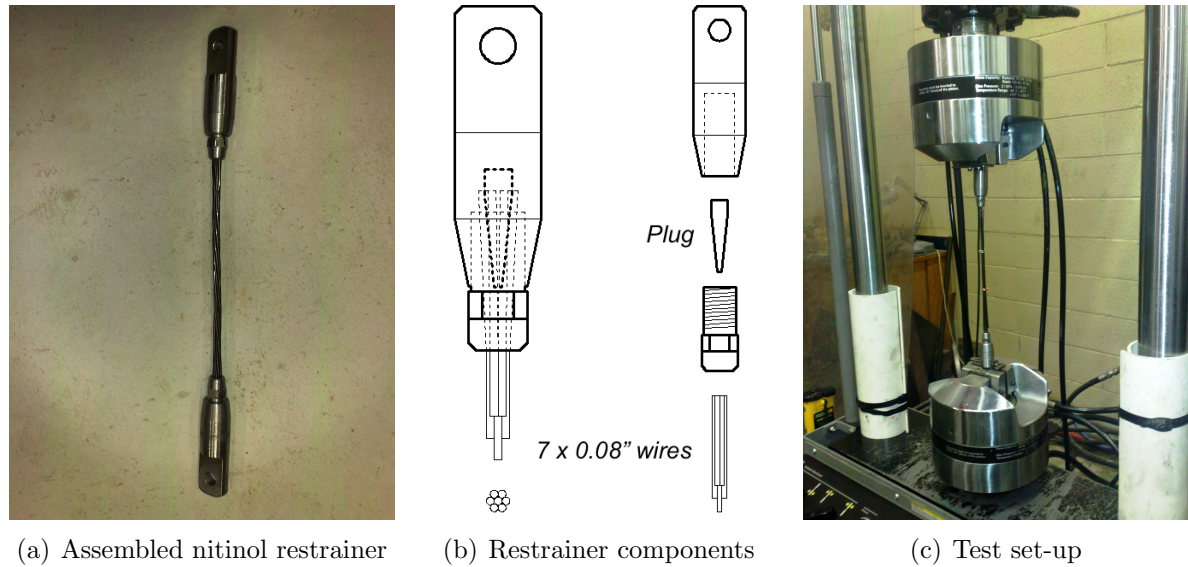 Plug
7 x 0.08” wires
(a) Assembled nitinol restrainer
(b) Restrainer components
(c) Test set-up